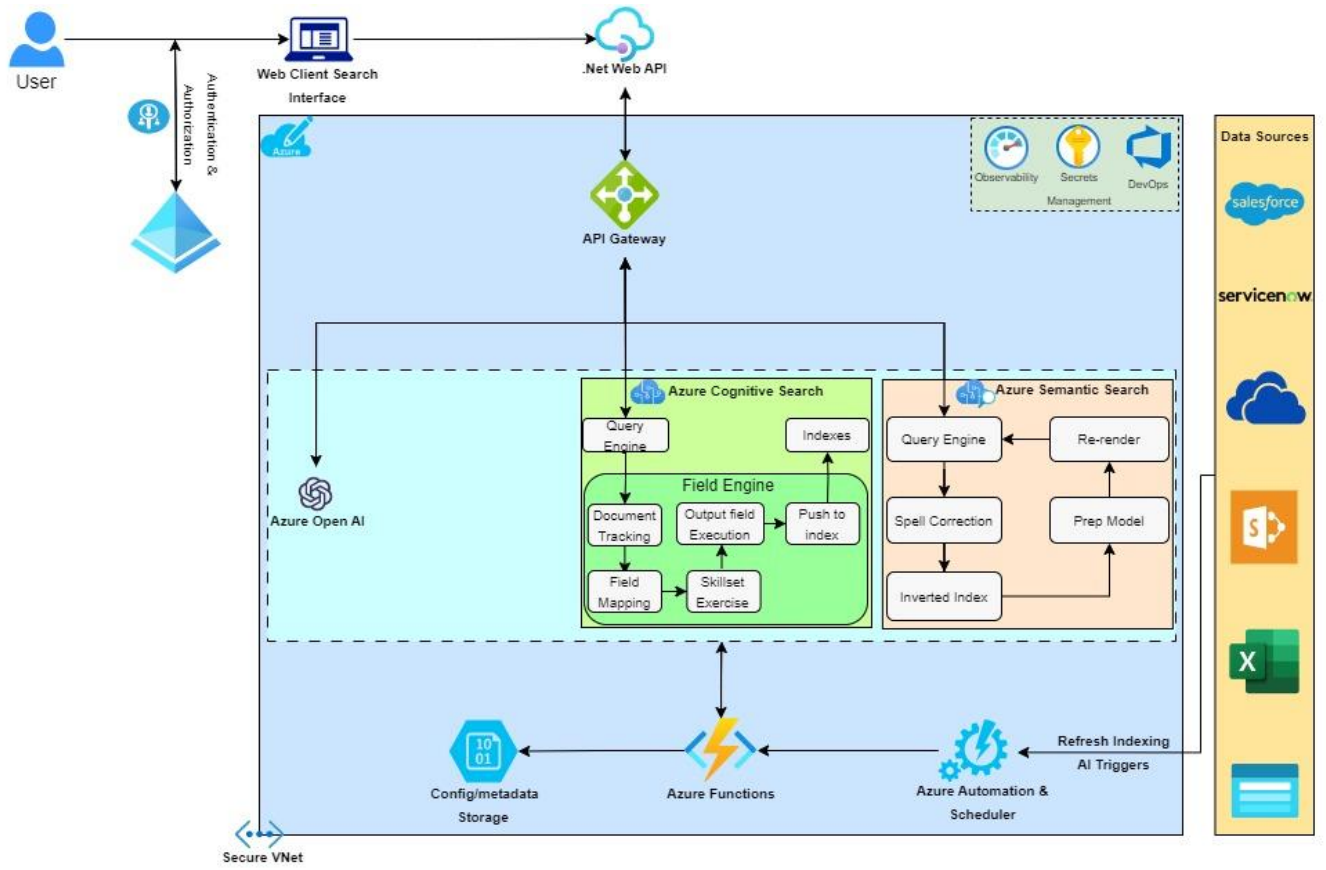 User
Authentication &
Authorization
Web Client Search
Interface
.Net Web API
Azure
API Gateway
Observability
Secrets
DevOps
Management
Data Sources
salesforce
servicenow
Azure Cognitive Search
Query
Engine
Indexes
Field Engine
Document
Tracking
Output field
Execution
Push to
index
Field
Mapping
Skillset
Exercise
Azure Semantic Search
Query Engine
Re-render
Spell Correction
Prep Model
Inverted Index
Azure Open AI
S
X
10
01
Config/metadata
Storage
Azure Functions
Azure Automation &
Scheduler
Refresh Indexing
AI Triggers
Secure VNet